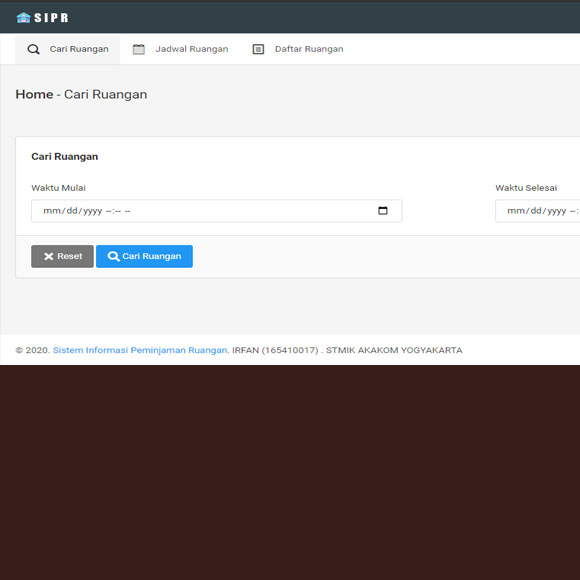 SIPR
Cari Ruangan Jadwal Ruangan Daftar Ruangan
Home - Cari Ruangan
Cari Ruangan
Waktu Mulai Waktu Selesai
mm/dd/yyyy --:-- -- mm/dd/yyyy --:
Reset Cari Ruangan
© 2020. Sistem Informasi Peminjaman Ruangan. IRFAN (165410017) . STMIK AKAKOM YOGYAKARTA